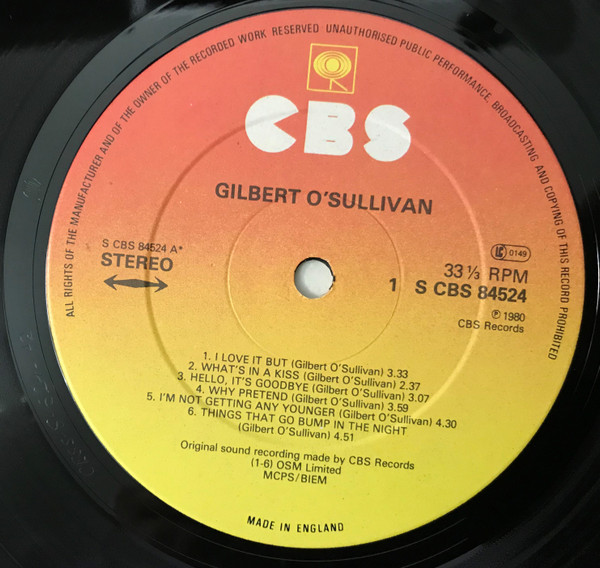 ALL RIGHTS OF THE MANUFACTURER AND OF THE OWNER OF THE RECORDED WORK RESERVED UNAUTHORISED PUBLIC PERFORMANCE, BROADCASTING AND COPYING OF THIS RECORD PROHIBITED
CBS
GILBERT O'SULLIVAN
S CBS 84524 A*
STEREO
LC 0149
33⅓ RPM
1 S CBS 84524
℗ 1980
CBS Records
1. I LOVE IT BUT (Gilbert O'Sullivan) 3.33
2. WHAT'S IN A KISS (Gilbert O'Sullivan) 2.37
3. HELLO, IT'S GOODBYE (Gilbert O'Sullivan) 3.07
4. WHY PRETEND (Gilbert O'Sullivan) 3.59
5. I'M NOT GETTING ANY YOUNGER (Gilbert O'Sullivan) 4.30
6. THINGS THAT GO BUMP IN THE NIGHT
(Gilbert O'Sullivan) 4.51
Original sound recording made by CBS Records
(1-6) OSM Limited
MCPS/BIEM
MADE IN ENGLAND